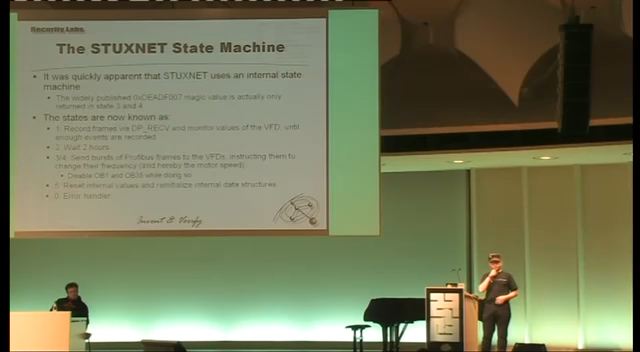 Recurity Labs
The STUXNET State Machine
It was quickly apparent that STUXNET uses an internal state
machine
The widely published 0xDEADF007 magic value is actually only
returned in state 3 and 4
The states are now known as:
1: Record frames via DP_RECV and monitor values of the VFD, until
enough events are recorded
2: Wait 2 hours
3/4: Send bursts of Profibus frames to the VFDs, instructing them to
change their frequency (and hereby the motor speed)
Disable OB1 and OB35 while doing so
5: Reset internal values and reinitialize internal data structures
0: Error handler
Invent & Verify